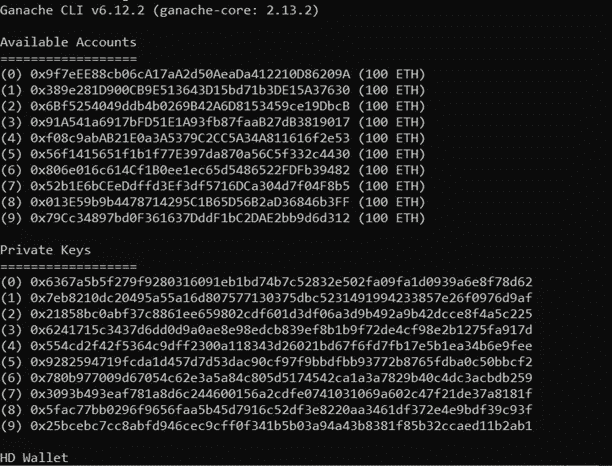 Ganache CLI v6.12.2 (ganache-core: 2.13.2)
Available Accounts
==================
(0) 0x9f7eEE88cb06cA17aA2d50AeaDa412210D86209A (100 ETH)
(1) 0x389e281D900CB9E513643D15bd71b3DE15A37630 (100 ETH)
(2) 0x6Bf5254049ddb4b0269B42A6D8153459ce19DbcB (100 ETH)
(3) 0x91A541a6917bFD51E1A93fb87faaB27dB3819017 (100 ETH)
(4) 0xf08c9abAB21E0a3A5379C2CC5A34A811616f2e53 (100 ETH)
(5) 0x56f1415651f1b1f77E397da870a56C5f332c4430 (100 ETH)
(6) 0x806e016c614Cf1B0ee1ec65d5486522FDFb39482 (100 ETH)
(7) 0x52b1E6bCEeDdffd3Ef3df5716DCa304d7f04F8b5 (100 ETH)
(8) 0x013E59b9b4478714295C1B65D56B2aD36846b3FF (100 ETH)
(9) 0x79Cc34897bd0F361637DddF1bC2DAE2bb9d6d312 (100 ETH)
Private Keys
==================
(0) 0x6367a5b5f279f9280316091eb1bd74b7c52832e502fa09fa1d0939a6e8f78d62
(1) 0x7eb8210dc20495a55a16d807577130375dbc5231491994233857e26f0976d9af
(2) 0x21858bc0abf37c8861ee659802cdf601d3df06a3d9b492a9b42dcce8f4a5c225
(3) 0x6241715c3437d6dd0d9a0ae8e98edcb839ef8b1b9f72de4cf98e2b1275fa917d
(4) 0x554cd2f42f5364c9dff2300a118343d26021bd67f6fd7fb17e5b1ea34b6e9fee
(5) 0x9282594719fcda1d457d7d53dac90cf97f9bbdfbb93772b8765fdba0c50bbcf2
(6) 0x780b977009d67054c62e3a5a84c805d5174542ca1a3a7829b40c4dc3acbdb259
(7) 0x3093b493eaf781a8d6c244600156a2cdfe0741031069a602c47f21de37a8181f
(8) 0x5fac77bb0296f9656faa5b45d7916c52df3e8220aa3461df372e4e9bdf39c93f
(9) 0x25bcebc7cc8abfd946cec9cff0f341b5b03a94a43b8381f85b32ccaed11b2ab1
HD Wallet